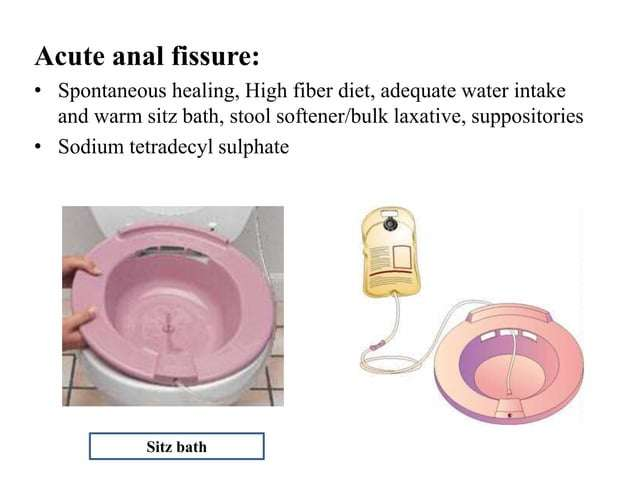 Acute anal fissure:
• Spontaneous healing, High fiber diet, adequate water intake
and warm sitz bath, stool softener/bulk laxative, suppositories
• Sodium tetradecyl sulphate
Sitz bath